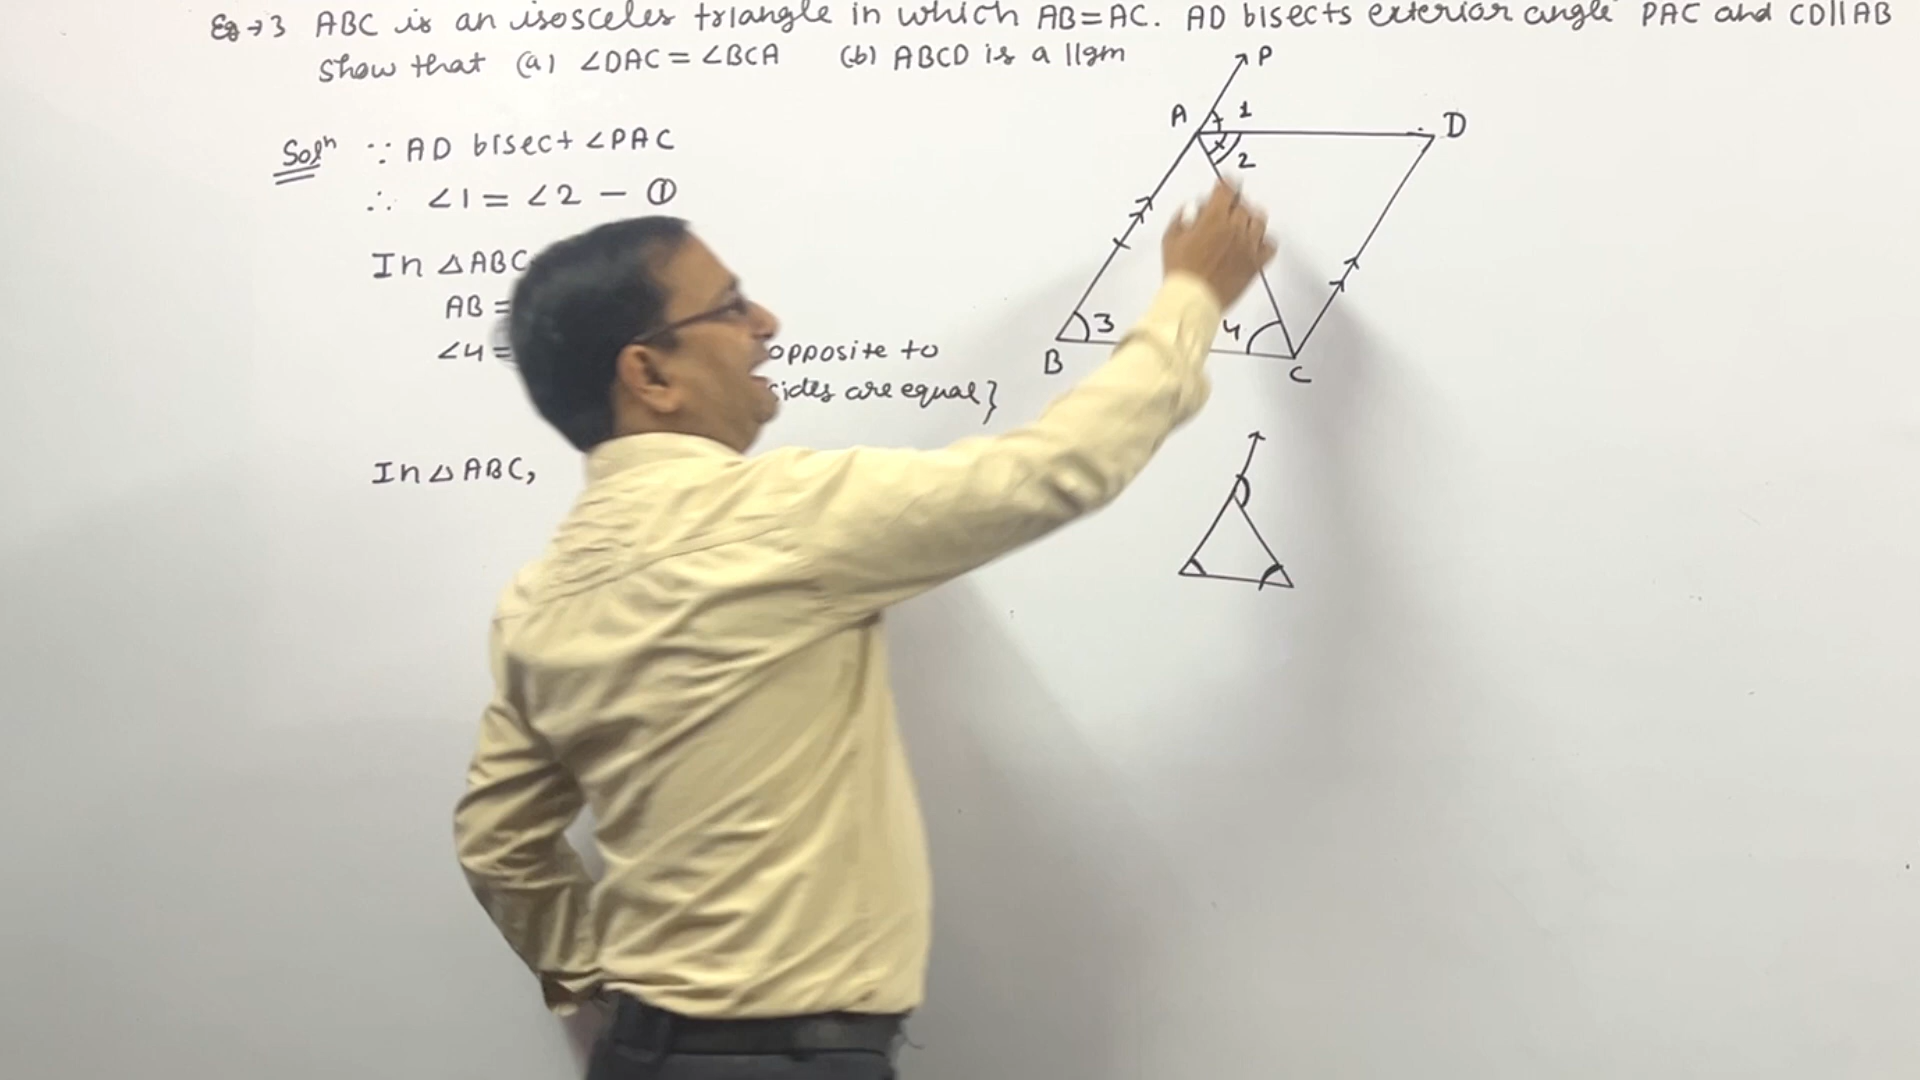 Eg→3 ABC is an isosceles triangle in which AB=AC. AD bisects exterior angle PAC and CD||AB
show that (a) ∠DAC = ∠BCA (b) ABCD is a ||gm
Solⁿ ∵ AD bisect ∠PAC
∴ ∠1 = ∠2 – ①
In △ABC
AB =
∠4 = opposite to
sides are equal}
In △ABC,
P
A 1
D
2
3
4
B
C